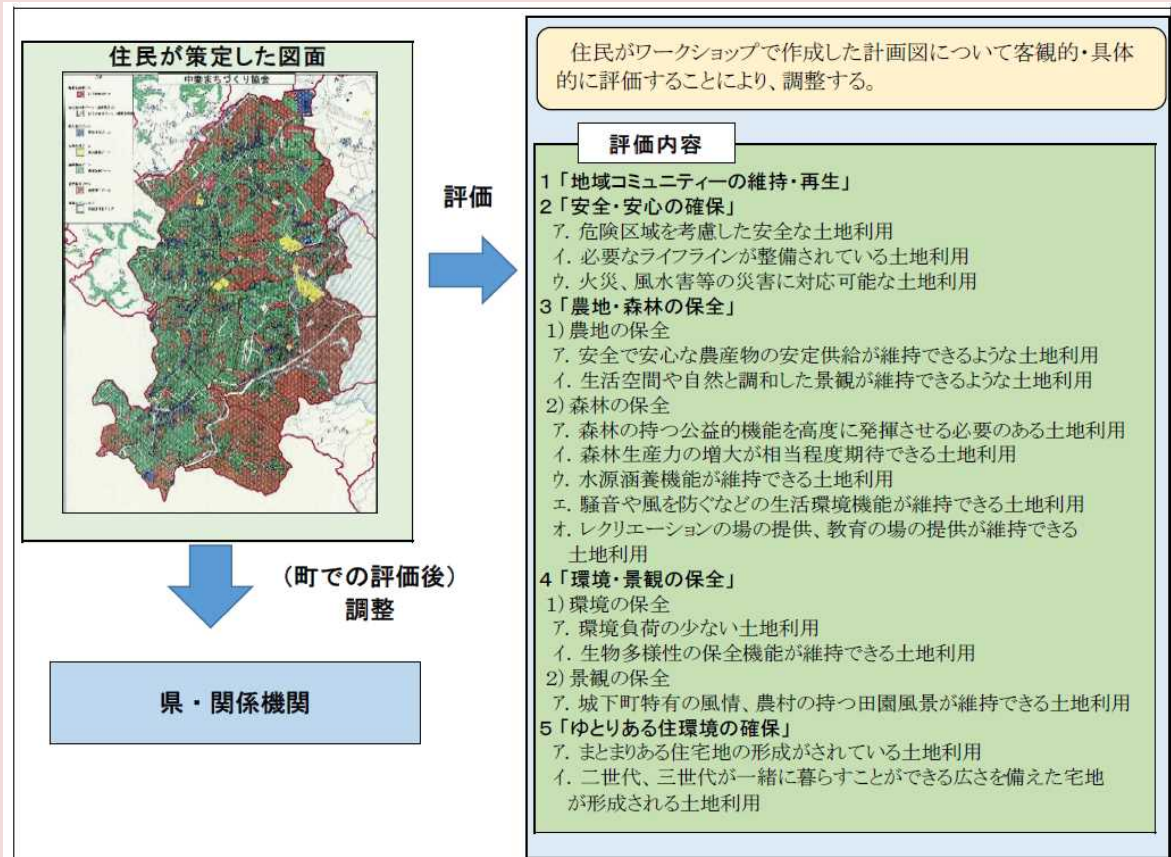 住民が策定した図面
中東まちづくり協会
評価
(町での評価後)
調整
県・関係機関
住民がワークショップで作成した計画図について客観的・具体
的に評価することにより、調整する。
評価内容
1「地域コミュニティーの維持・再生」
2「安全・安心の確保」
ア. 危険区域を考慮した安全な土地利用
イ. 必要なライフラインが整備されている土地利用
ウ. 火災、風水害等の災害に対応可能な土地利用
3「農地・森林の保全」
1)農地の保全
ア. 安全で安心な農産物の安定供給が維持できるような土地利用
イ. 生活空間や自然と調和した景観が維持できるような土地利用
2)森林の保全
ア. 森林の持つ公益的機能を高度に発揮させる必要のある土地利用
イ. 森林生産力の増大が相当程度期待できる土地利用
ウ. 水源涵養機能が維持できる土地利用
エ. 騒音や風を防ぐなどの生活環境機能が維持できる土地利用
オ. レクリエーションの場の提供、教育の場の提供が維持できる
土地利用
4「環境・景観の保全」
1)環境の保全
ア. 環境負荷の少ない土地利用
イ. 生物多様性の保全機能が維持できる土地利用
2)景観の保全
ア. 城下町特有の風情、農村の持つ田園風景が維持できる土地利用
5「ゆとりある住環境の確保」
ア. まとまりある住宅地の形成がされている土地利用
イ. 二世代、三世代が一緒に暮らすことができる広さを備えた宅地
が形成される土地利用